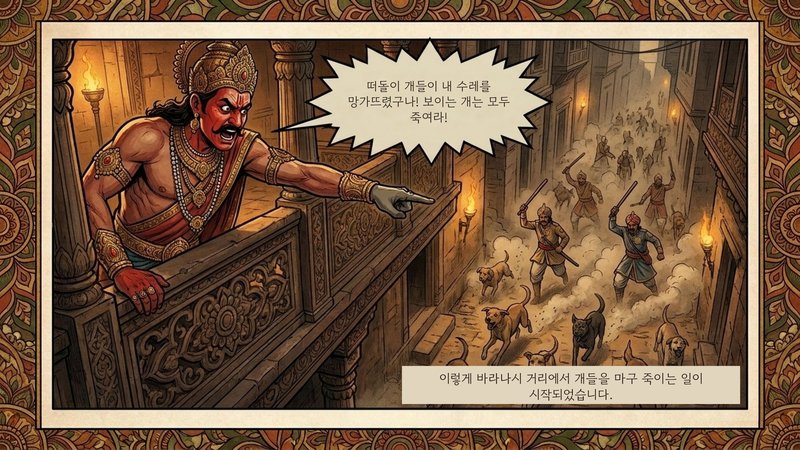 떠돌이 개들이 내 수레를
망가뜨렸구나! 보이는 개는 모두
죽여라!
이렇게 바라나시 거리에서 개들을 마구 죽이는 일이
시작되었습니다.